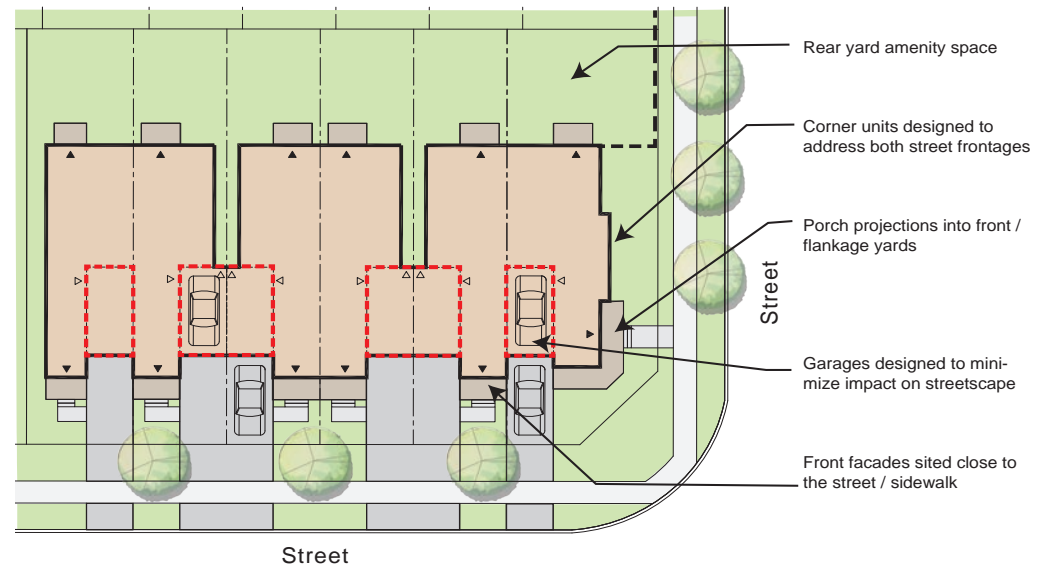 Rear yard amenity space
Corner units designed to
address both street frontages
Porch projections into front /
flankage yards
Street
Garages designed to mini-
mize impact on streetscape
Front facades sited close to
the street / sidewalk
Street